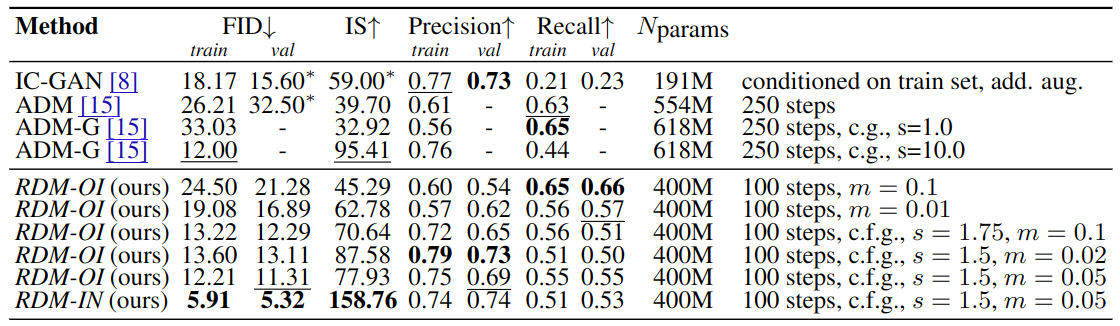 Method FID↓ IS↑ Precision↑ Recall↑ Nparams
train val train val train val
IC-GAN [8] 18.17 15.60* 59.00* 0.77 0.73 0.21 0.23 191M conditioned on train set, add. aug.
ADM [15] 26.21 32.50* 39.70 0.61 - 0.63 - 554M 250 steps
ADM-G [15] 33.03 - 32.92 0.56 - 0.65 - 618M 250 steps, c.g., s=1.0
ADM-G [15] 12.00 - 95.41 0.76 - 0.44 - 618M 250 steps, c.g., s=10.0
RDM-OI (ours) 24.50 21.28 45.29 0.60 0.54 0.65 0.66 400M 100 steps, m = 0.1
RDM-OI (ours) 19.08 16.89 62.78 0.57 0.62 0.56 0.57 400M 100 steps, m = 0.01
RDM-OI (ours) 13.22 12.29 70.64 0.72 0.65 0.56 0.51 400M 100 steps, c.f.g., s = 1.75, m = 0.1
RDM-OI (ours) 13.60 13.11 87.58 0.79 0.73 0.51 0.50 400M 100 steps, c.f.g., s = 1.5, m = 0.02
RDM-OI (ours) 12.21 11.31 77.93 0.75 0.69 0.55 0.55 400M 100 steps, c.f.g., s = 1.5, m = 0.05
RDM-IN (ours) 5.91 5.32 158.76 0.74 0.74 0.51 0.53 400M 100 steps, c.f.g., s = 1.5, m = 0.05